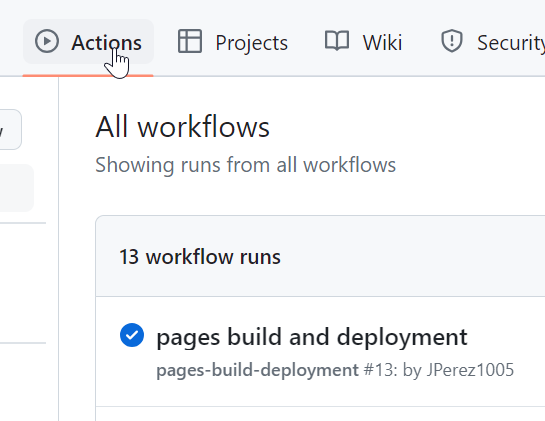 Actions Projects Wiki Security
All workflows
Showing runs from all workflows
13 workflow runs
pages build and deployment
pages-build-deployment #13: by JPerez1005